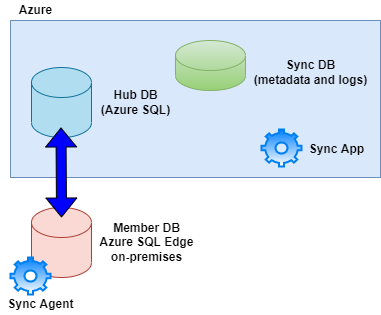 Azure
Sync DB
(metadata and logs)
Hub DB
(Azure SQL)
Sync App
Member DB
Azure SQL Edge
on-premises
Sync Agent